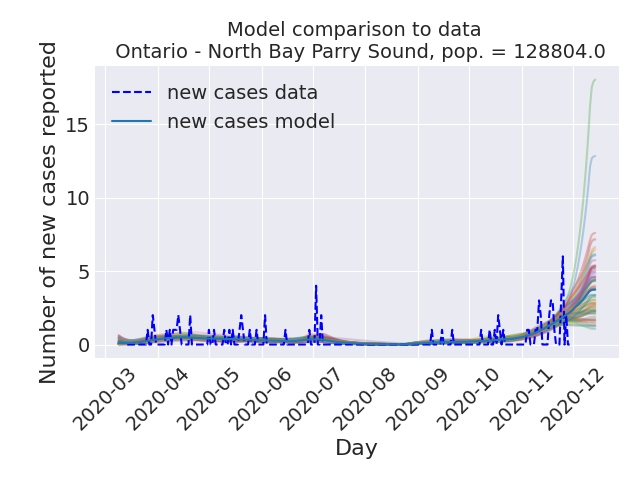 Model comparison to data
Ontario - North Bay Parry Sound, pop. = 128804.0
Number of new cases reported
new cases data
new cases model
15
10
5
0
2020-03
2020-04
2020-05
2020-06
2020-07
2020-08
2020-09
2020-10
2020-11
2020-12
Day